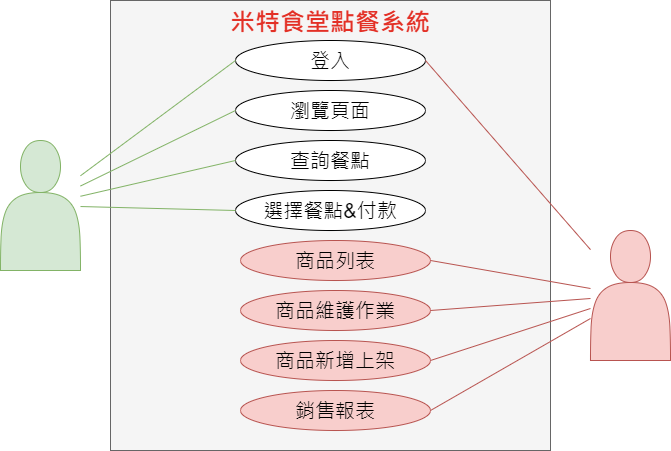 米特食堂點餐系統
登入
瀏覽頁面
查詢餐點
選擇餐點&付款
商品列表
商品維護作業
商品新增上架
銷售報表